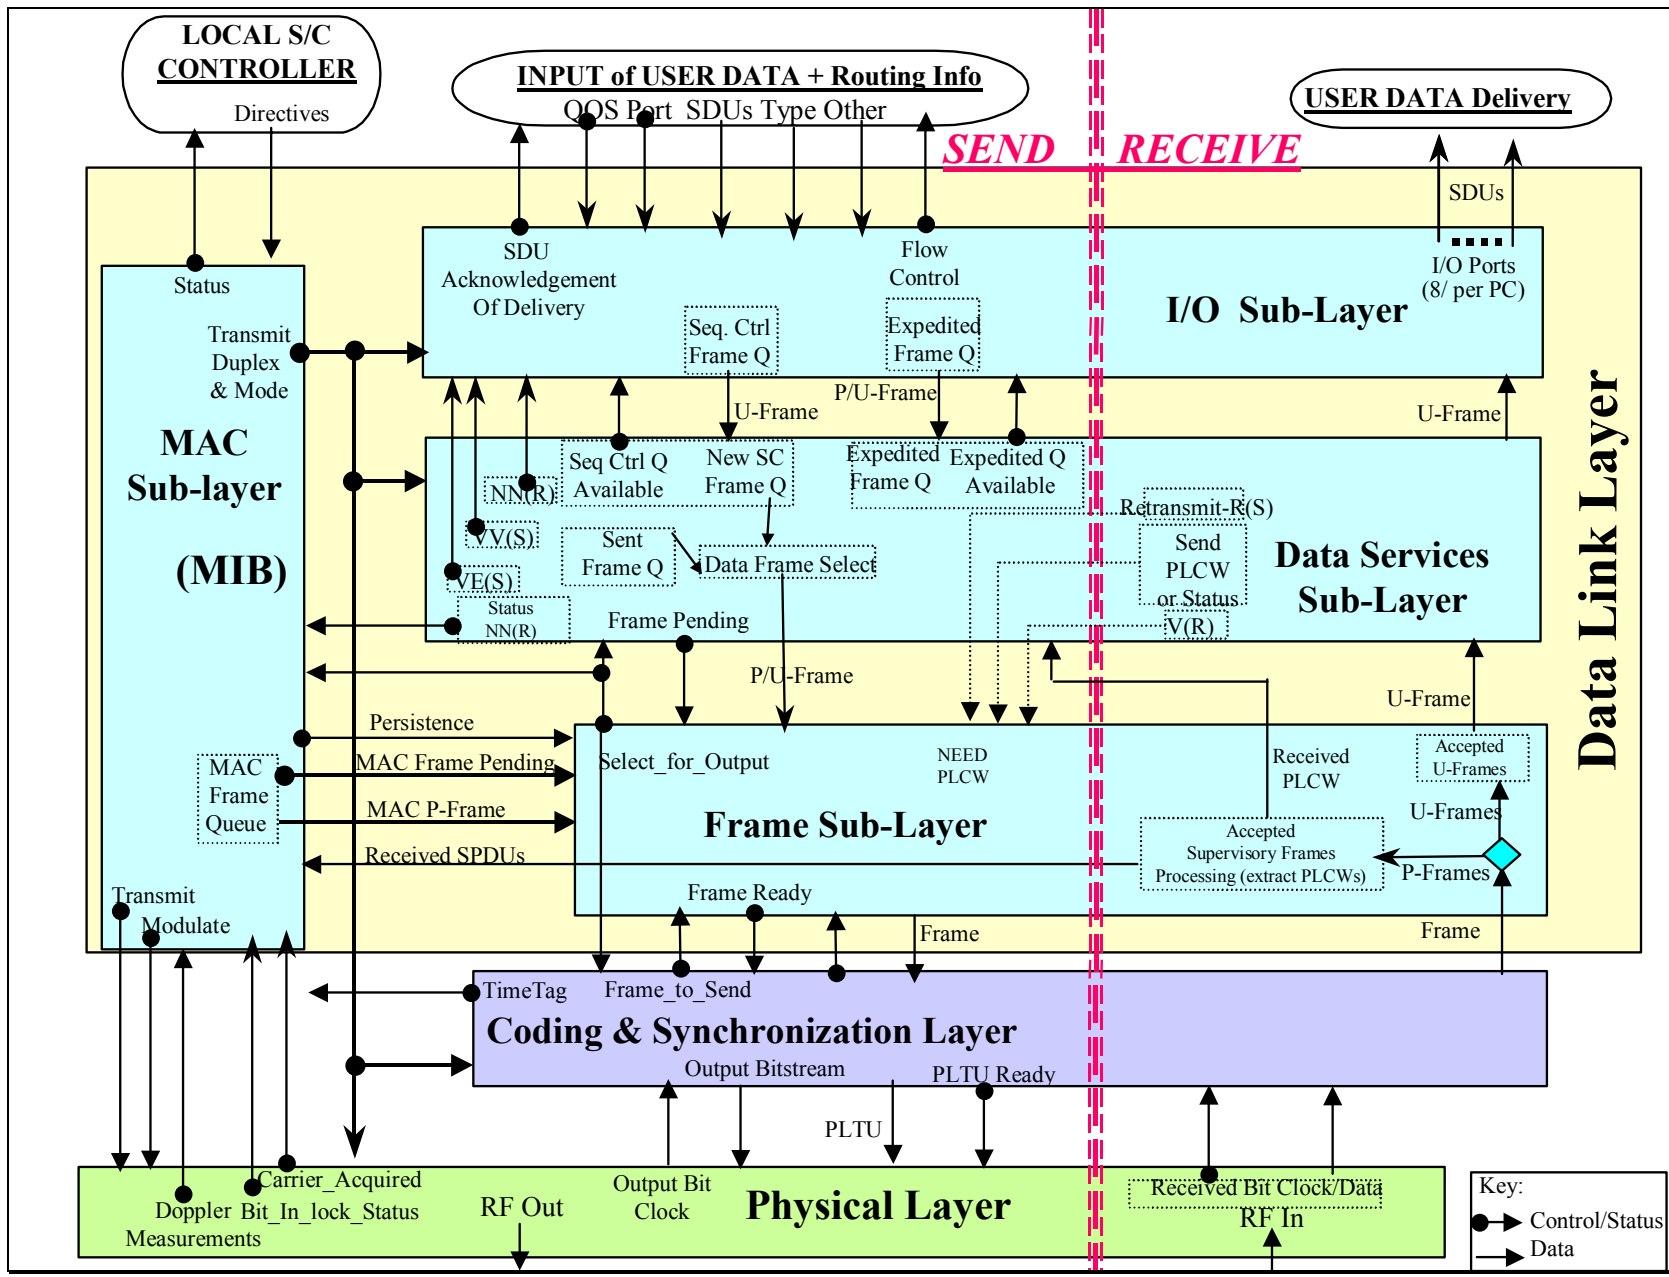 LOCAL S/C
CONTROLLER
Directives
INPUT of USER DATA + Routing Info
QOS Port SDUs Type Other
USER DATA Delivery
SEND RECEIVE
SDUs
Status
SDU
Acknowledgement
Of Delivery
Flow
Control
I/O Ports
(8/ per PC)
I/O Sub-Layer
Seq. Ctrl
Frame Q
Expedited
Frame Q
Transmit
Duplex
& Mode
U-Frame
P/U-Frame
U-Frame
MAC
Sub-layer
(MIB)
Data Link Layer
Seq Ctrl Q
Available
New SC
Frame Q
Expedited
Frame Q
Expedited Q
Available
NN(R)
VV(S)
VE(S)
Status
NN(R)
Sent
Frame Q
Data Frame Select
Retransmit-R(S)
Send
PLCW
or Status
V(R)
Data Services
Sub-Layer
Frame Pending
P/U-Frame
U-Frame
Persistence
MAC Frame Pending
MAC P-Frame
Received SPDUs
MAC
Frame
Queue
Select_for_Output
NEED
PLCW
Received
PLCW
Accepted
U-Frames
U-Frames
Frame Sub-Layer
Accepted
Supervisory Frames
Processing (extract PLCWs)
P-Frames
Transmit
Modulate
Frame Ready
Frame
Frame
TimeTag
Frame_to_Send
Coding & Synchronization Layer
Output Bitstream
PLTU Ready
PLTU
Carrier_Acquired
Doppler Bit_In_lock_Status
Measurements
RF Out
Output Bit
Clock
Physical Layer
Received Bit Clock/Data
RF In
Key:
Control/Status
Data